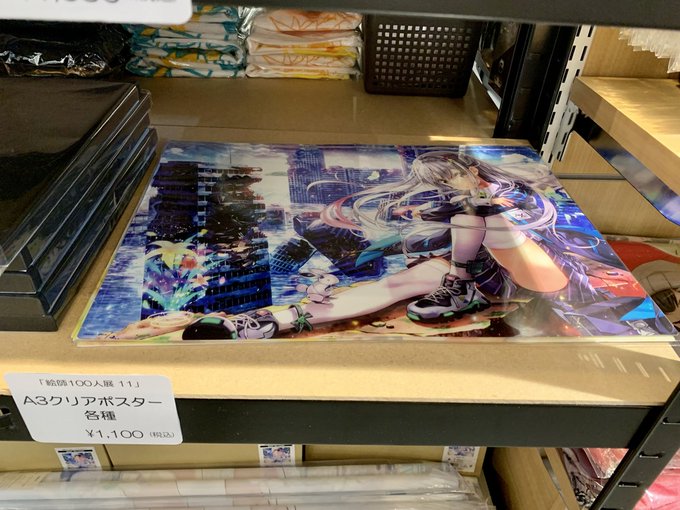 「絵師100人展 11」
A3クリアポスター
各種
¥1,100(税込)